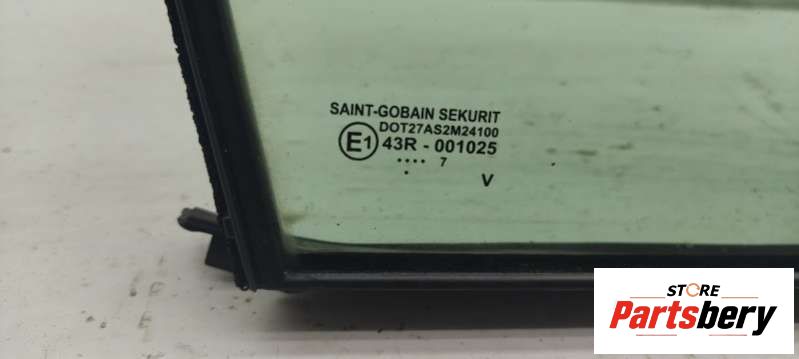 SAINT-GOBAIN SEKURIT
DOT27AS2M24100
E1 43R - 001025
.... 7
. V
STORE
Partsbery